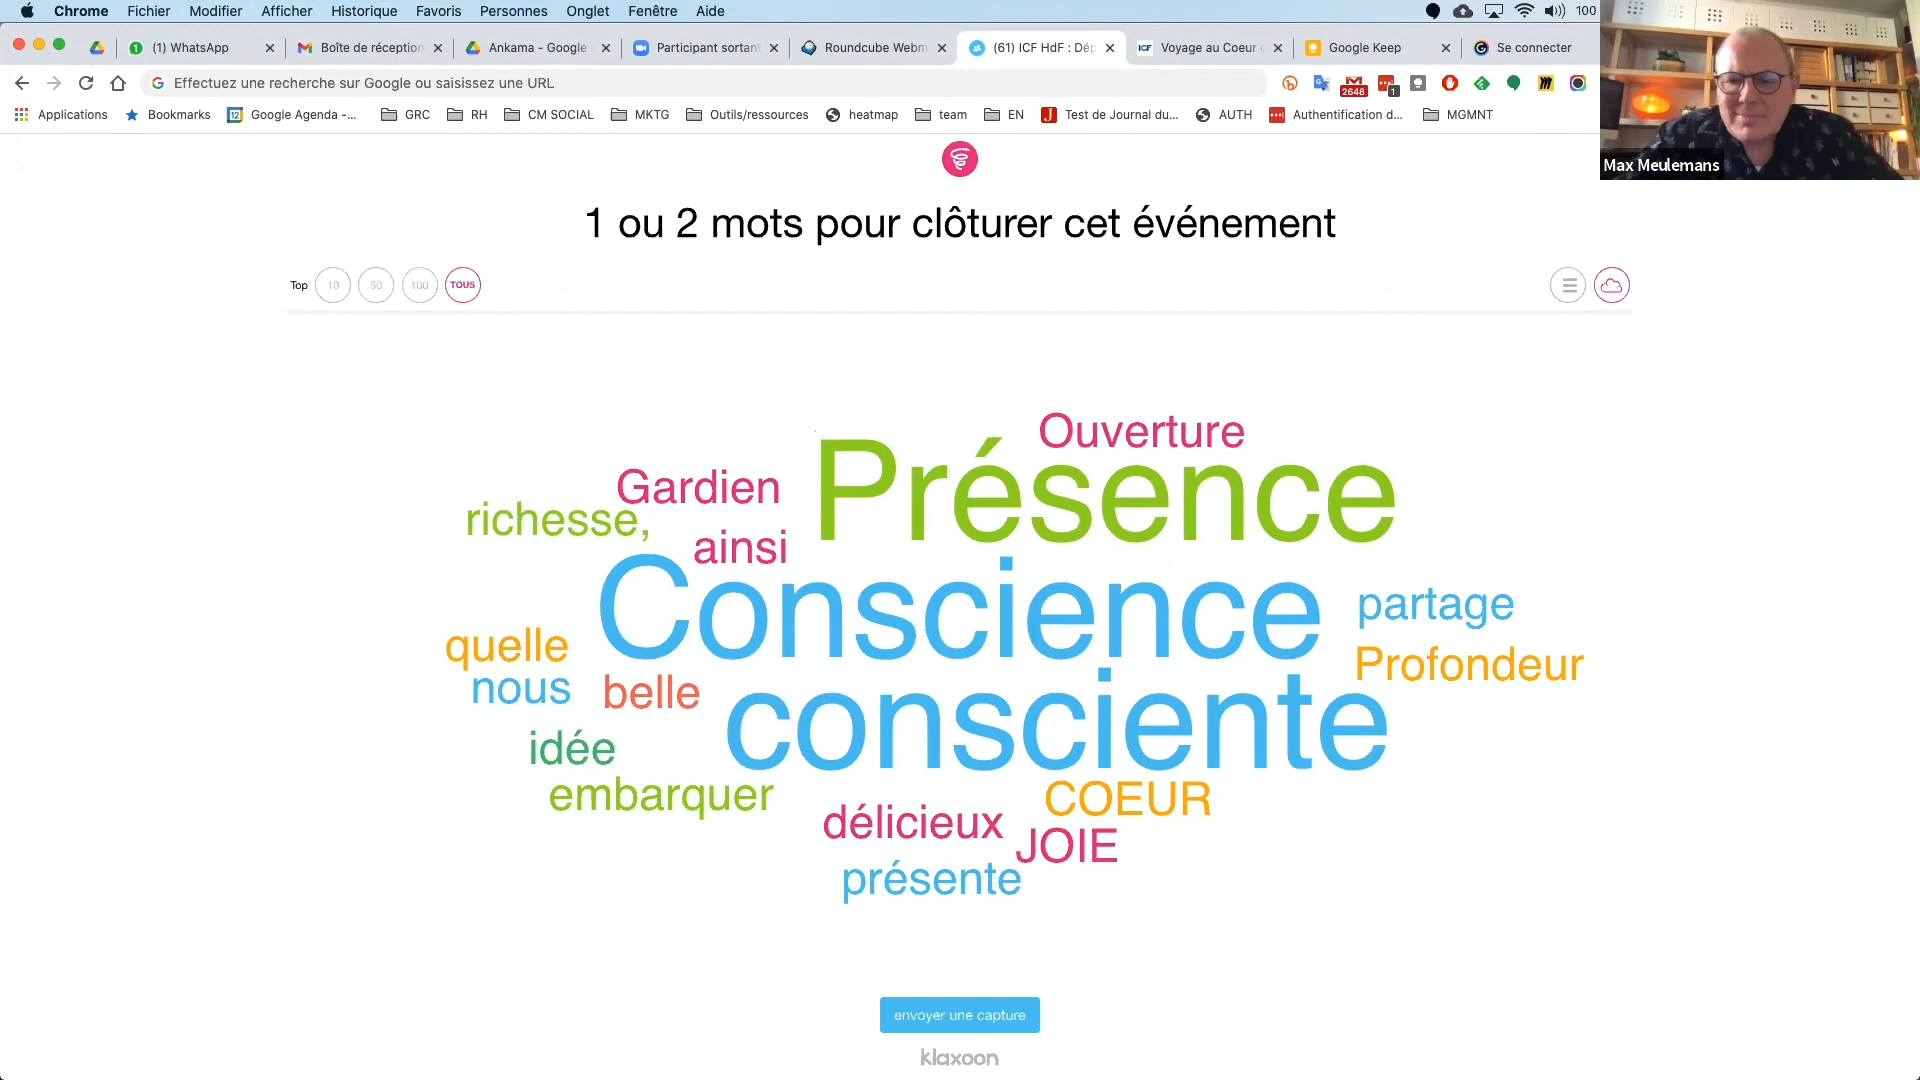 Chrome Fichier Modifier Afficher Historique Favoris Personnes Onglet Fenêtre Aide 100
(1) WhatsApp Boîte de réception Ankama - Google Participant sortant Roundcube Webm (61) ICF HdF : Dép Voyage au Coeur Google Keep Se connecter
Effectuez une recherche sur Google ou saisissez une URL 2648 1
Applications Bookmarks Google Agenda -... GRC RH CM SOCIAL MKTG Outils/ressources heatmap team EN Test de Journal du... AUTH Authentification d... MGMNT
Max Meulemans
1 ou 2 mots pour clôturer cet événement
Top 10 50 100 TOUS
Ouverture
Présence
Gardien
richesse,
ainsi
Conscience
partage
quelle
Profondeur
nous
belle
consciente
idée
embarquer
COEUR
délicieux
JOIE
présente
envoyer une capture
klaxoon